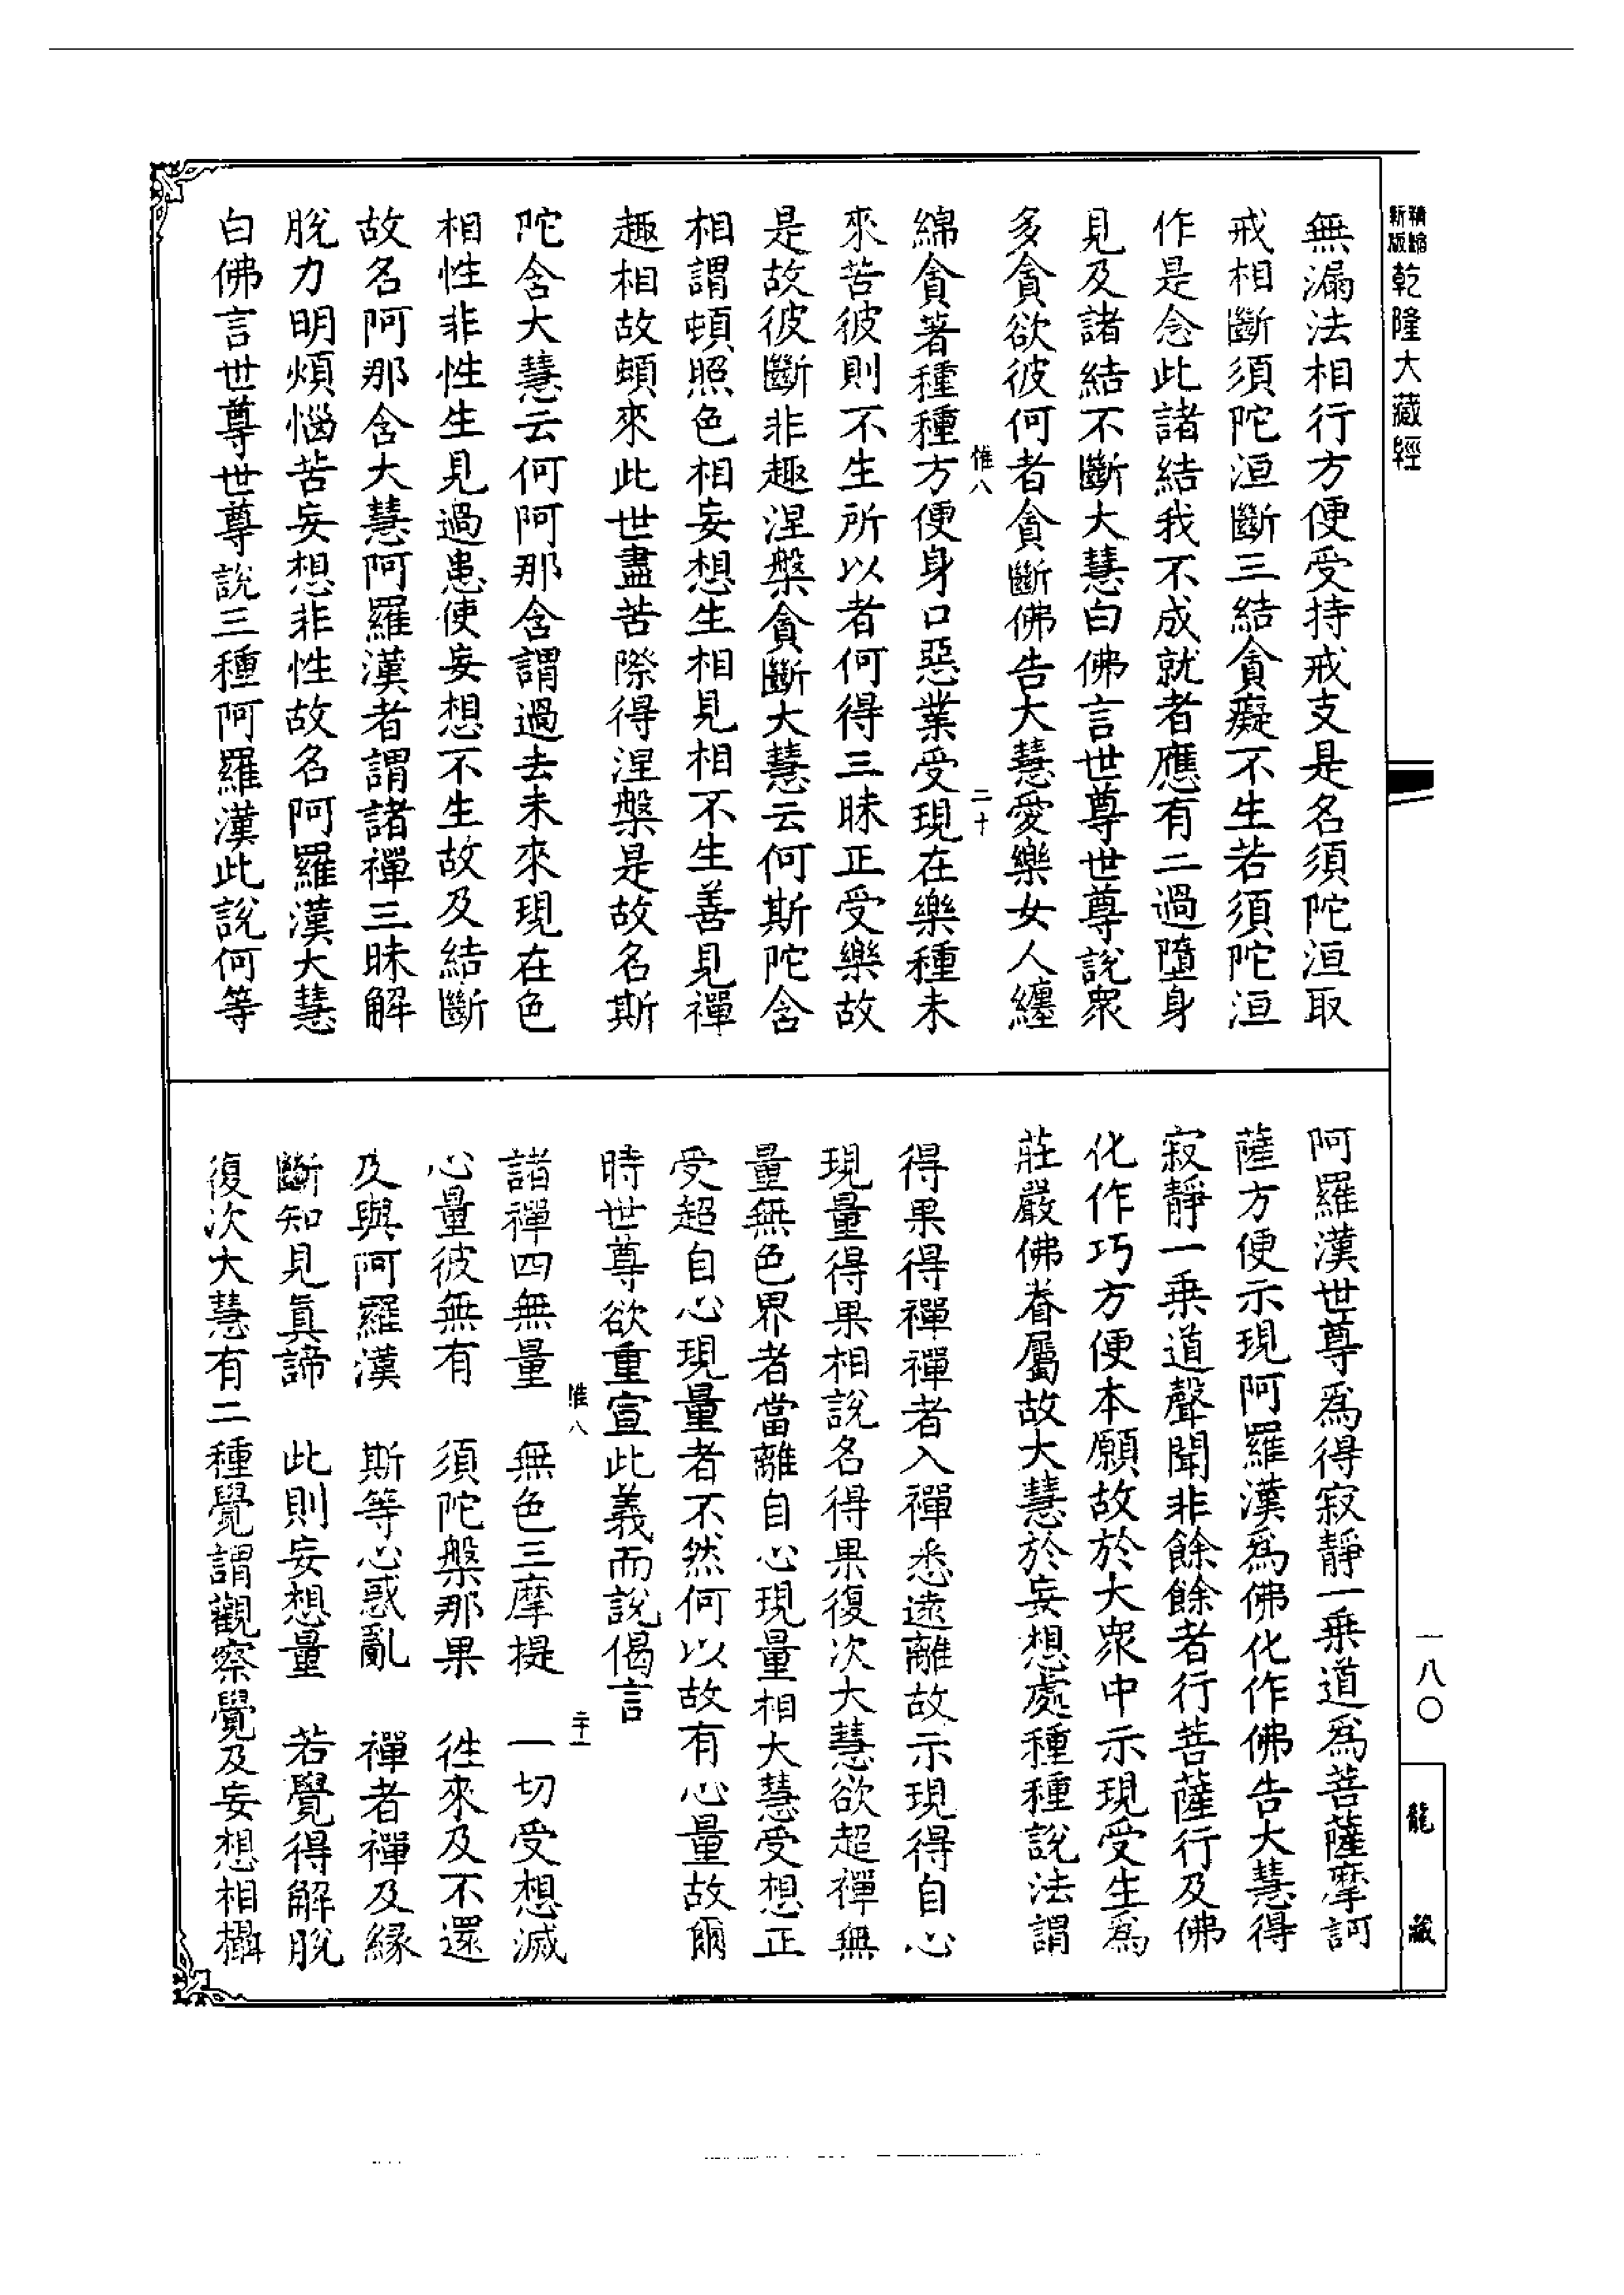 新版精縮乾隆大藏經
無漏法相行方便受持戒支是名須陀洹取
戒相斷須陀洹斷三結貪癡不生若須陀洹
作是念此諸結我不成就者應有二過墮身
見及諸結不斷大慧白佛言世尊世尊說衆
多貪欲彼何者貪斷佛告大慧愛樂女人纏
惟八
二十
綿貪著種種方便身口惡業受現在樂種未
來苦彼則不生所以者何得三昧正受樂故
是故彼斷非趣涅槃貪斷大慧云何斯陀含
相謂頓照色相妄想生相見相不生善見禪
趣相故頓來此世盡苦際得涅槃是故名斯
陀含大慧云何阿那含謂過去未來現在色
相性非性生見過患使妄想不生故及結斷
故名阿那含大慧阿羅漢者謂諸禪三昧解
脫力明煩惱苦妄想非性故名阿羅漢大慧
白佛言世尊世尊說三種阿羅漢此說何等
阿羅漢世尊爲得寂靜一乗道爲菩薩摩訶
薩方便示現阿羅漢爲佛化作佛告大慧得
寂靜一乗道聲聞非餘餘者行菩薩行及佛
化作巧方便本願故於大衆中示現受生爲
莊嚴佛眷屬故大慧於妄想處種種說法謂
得果得禪禪者入禪悉遠離故示現得自心
現量得果相說名得果復次大慧欲超禪無
量無色界者當離自心現量相大慧受想正
受超自心現量者不然何以故有心量故爾
時世尊欲重宣此義而說偈言
惟八
二十一
諸禪四無量　無色三摩提　一切受想滅
心量彼無有　須陀槃那果　徃來及不還
及與阿羅漢　斯等心惑亂　禪者禪及緣
斷知見真諦　此則妄想量　若覺得解脫
復次大慧有二種覺謂觀察覺及妄想相攝
一八〇
龍藏